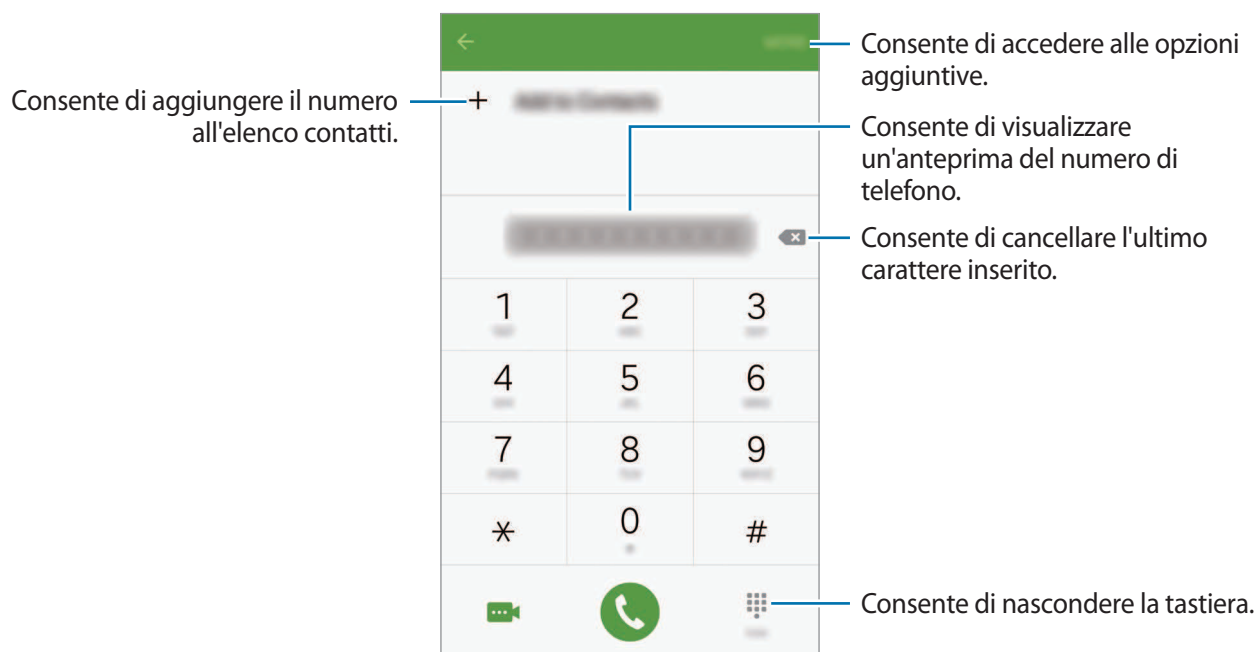 Consente di accedere alle opzioni
aggiuntive.
Consente di aggiungere il numero
all'elenco contatti.
Consente di visualizzare
un'anteprima del numero di
telefono.
Consente di cancellare l'ultimo
carattere inserito.
1 2 3
4 5 6
7 8 9
* 0 #
Consente di nascondere la tastiera.